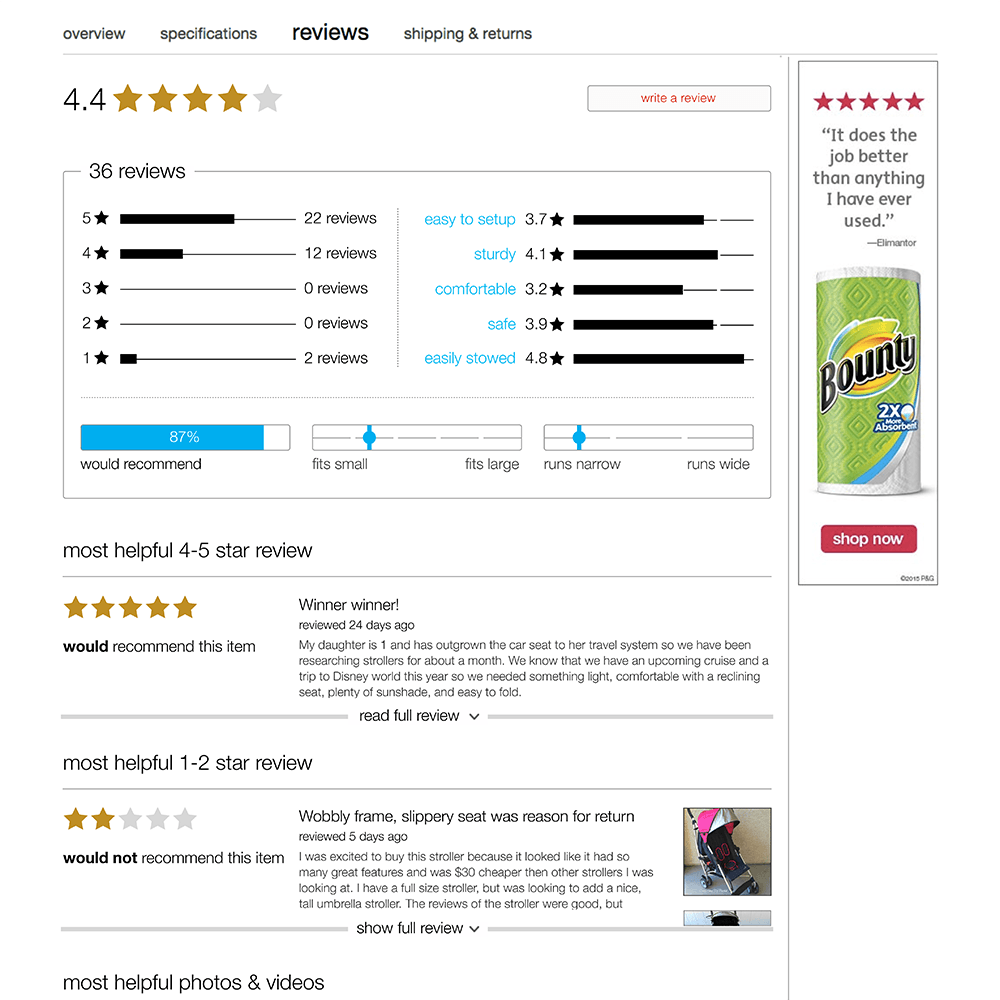 overview specifications reviews shipping & returns
4.4
write a review
36 reviews
5 22 reviews
4 12 reviews
3 0 reviews
2 0 reviews
1 2 reviews
easy to setup 3.7
sturdy 4.1
comfortable 3.2
safe 3.9
easily stowed 4.8
87%
would recommend
fits small fits large
runs narrow runs wide
most helpful 4-5 star review
would recommend this item
Winner winner!
reviewed 24 days ago
My daughter is 1 and has outgrown the car seat to her travel system so we have been
researching strollers for about a month. We know that we have an upcoming cruise and a
trip to Disney world this year so we needed something light, comfortable with a reclining
seat, plenty of sunshade, and easy to fold.
read full review
most helpful 1-2 star review
would not recommend this item
Wobbly frame, slippery seat was reason for return
reviewed 5 days ago
I was excited to buy this stroller because it looked like it had so
many great features and was $30 cheaper then other strollers I was
looking at. I have a full size stroller, but was looking to add a nice,
tall umbrella stroller. The reviews of the stroller were good, but
show full review
most helpful photos & videos
“It does the
job better
than anything
I have ever
used.”
—Elimantor
Bounty
2X
More
Absorbent
shop now
©2015 P&G